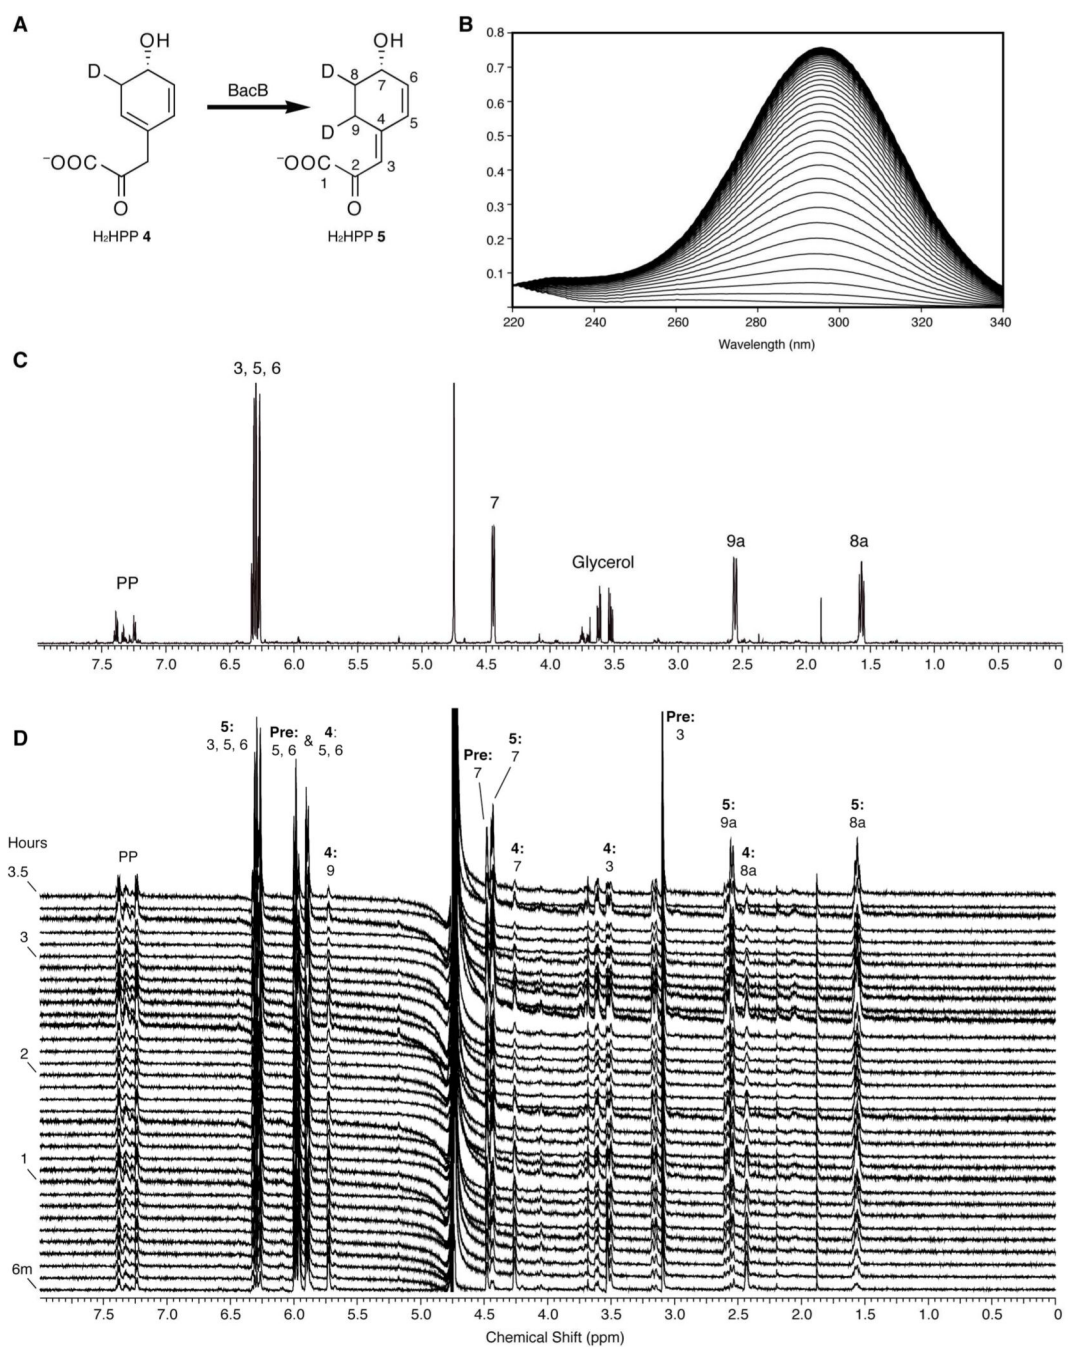 A
OH
D
BacB
⁻OOC
O
H₂HPP 4
OH
D
8
7
6
D
9
4
5
⁻OOC
2
3
1
O
H₂HPP 5
B
0.8
0.7
0.6
0.5
0.4
0.3
0.2
0.1
220 240 260 280 300 320 340
Wavelength (nm)
C
3, 5, 6
7
9a
8a
Glycerol
PP
7.5 7.0 6.5 6.0 5.5 5.0 4.5 4.0 3.5 3.0 2.5 2.0 1.5 1.0 0.5 0
D
5:
3, 5, 6
Pre:
5, 6
&
4:
5, 6
Pre:
7
5:
7
Pre:
3
4:
9
4:
7
4:
3
5:
9a
4:
8a
5:
8a
PP
Hours
3.5
3
2
1
6m
7.5 7.0 6.5 6.0 5.5 5.0 4.5 4.0 3.5 3.0 2.5 2.0 1.5 1.0 0.5 0
Chemical Shift (ppm)